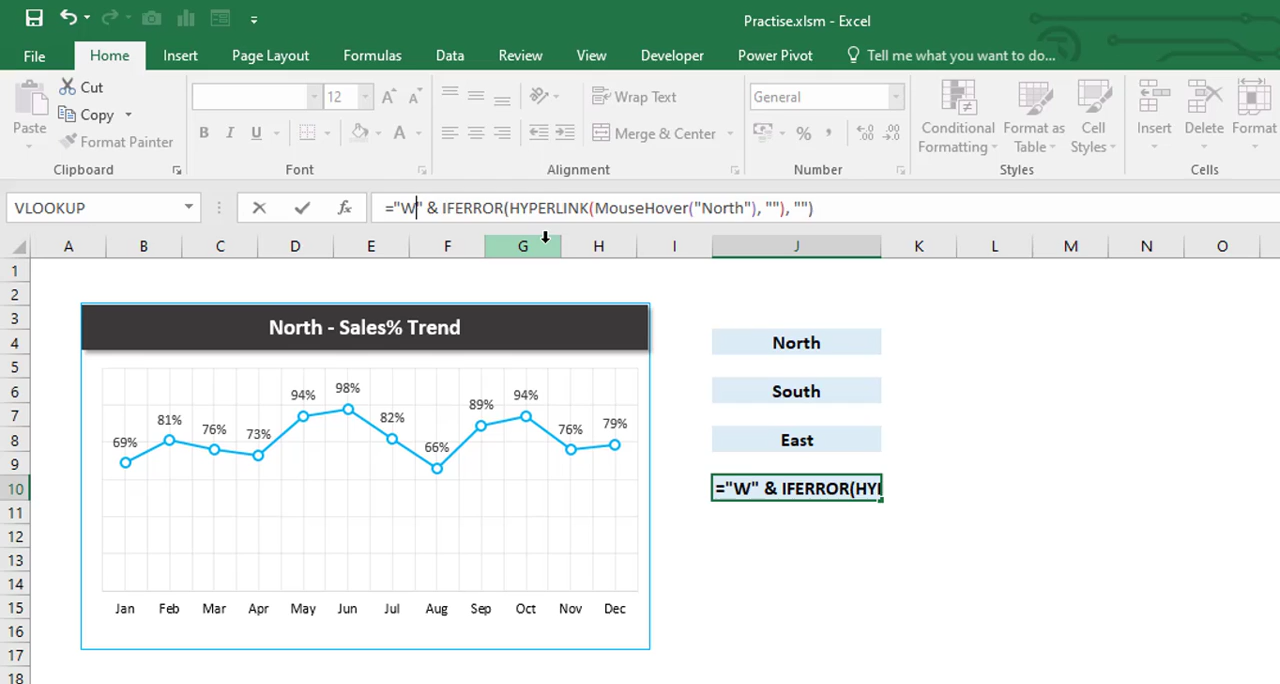 Practise.xlsm - Excel
File Home Insert Page Layout Formulas Data Review View Developer Power Pivot Tell me what you want to do...
Paste
Cut
Copy
Format Painter
Clipboard
12 A A
B I U A
Font
Wrap Text
Merge & Center
Alignment
General
% ,
Number
Conditional Formatting
Format as Table
Cell Styles
Styles
Insert Delete Format
Cells
VLOOKUP fx ="W" & IFERROR(HYPERLINK(MouseHover("North"), ""), "")
A B C D E F G H I J K L M N O
1
2
3
North - Sales% Trend
4 North
5
6 South
7
8 East
9
10 ="W" & IFERROR(HYI
11
12
13
14
15
16
17
18
69% 81% 76% 73% 94% 98% 82% 66% 89% 94% 76% 79%
Jan Feb Mar Apr May Jun Jul Aug Sep Oct Nov Dec